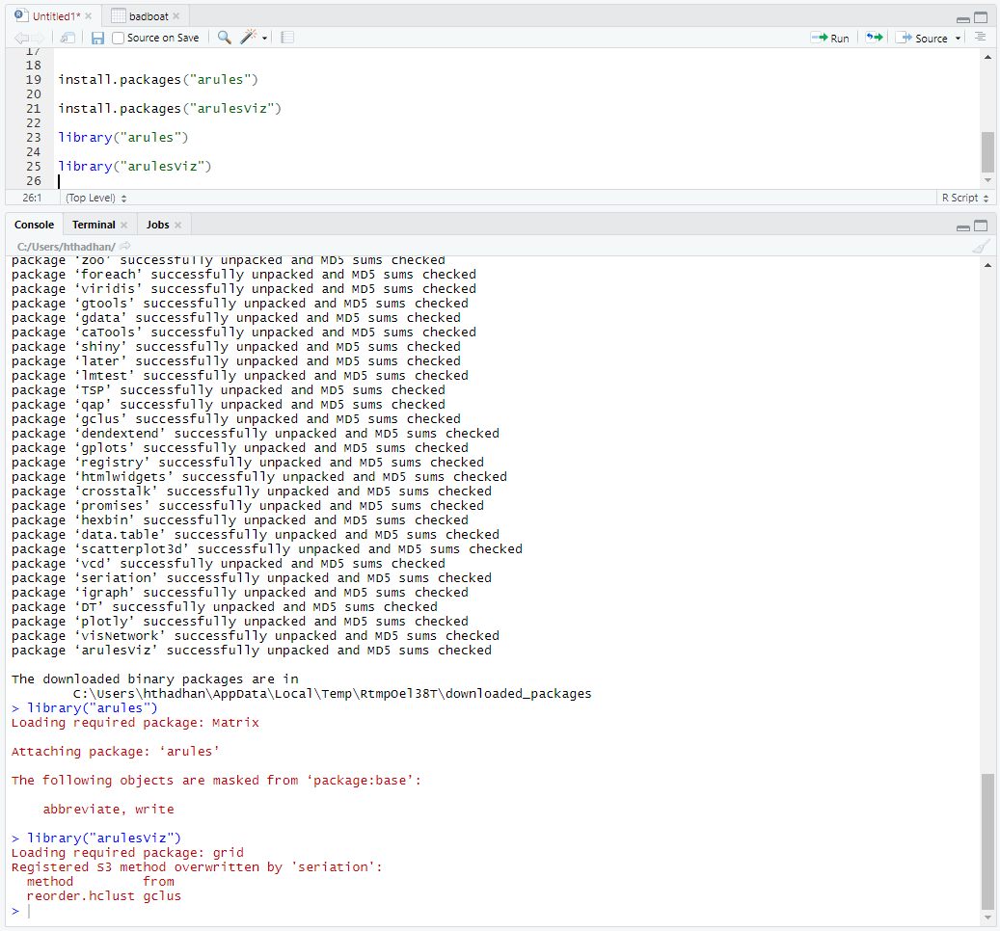 Untitled1* badboat
Source on Save Run Source
17
18
19 install.packages("arules")
20
21 install.packages("arulesViz")
22
23 library("arules")
24
25 library("arulesViz")
26
26:1 (Top Level) R Script
Console Terminal Jobs
C:/Users/hthadhan/
package ‘zoo’ successfully unpacked and MD5 sums checked
package ‘foreach’ successfully unpacked and MD5 sums checked
package ‘viridis’ successfully unpacked and MD5 sums checked
package ‘gtools’ successfully unpacked and MD5 sums checked
package ‘gdata’ successfully unpacked and MD5 sums checked
package ‘caTools’ successfully unpacked and MD5 sums checked
package ‘shiny’ successfully unpacked and MD5 sums checked
package ‘later’ successfully unpacked and MD5 sums checked
package ‘lmtest’ successfully unpacked and MD5 sums checked
package ‘TSP’ successfully unpacked and MD5 sums checked
package ‘qap’ successfully unpacked and MD5 sums checked
package ‘gclus’ successfully unpacked and MD5 sums checked
package ‘dendextend’ successfully unpacked and MD5 sums checked
package ‘gplots’ successfully unpacked and MD5 sums checked
package ‘registry’ successfully unpacked and MD5 sums checked
package ‘htmlwidgets’ successfully unpacked and MD5 sums checked
package ‘crosstalk’ successfully unpacked and MD5 sums checked
package ‘promises’ successfully unpacked and MD5 sums checked
package ‘hexbin’ successfully unpacked and MD5 sums checked
package ‘data.table’ successfully unpacked and MD5 sums checked
package ‘scatterplot3d’ successfully unpacked and MD5 sums checked
package ‘vcd’ successfully unpacked and MD5 sums checked
package ‘seriation’ successfully unpacked and MD5 sums checked
package ‘igraph’ successfully unpacked and MD5 sums checked
package ‘DT’ successfully unpacked and MD5 sums checked
package ‘plotly’ successfully unpacked and MD5 sums checked
package ‘visNetwork’ successfully unpacked and MD5 sums checked
package ‘arulesViz’ successfully unpacked and MD5 sums checked
The downloaded binary packages are in
C:\Users\hthadhan\AppData\Local\Temp\RtmpOel38T\downloaded_packages
> library("arules")
Loading required package: Matrix
Attaching package: ‘arules’
The following objects are masked from ‘package:base’:
abbreviate, write
> library("arulesViz")
Loading required package: grid
Registered S3 method overwritten by 'seriation':
method from
reorder.hclust gclus
>